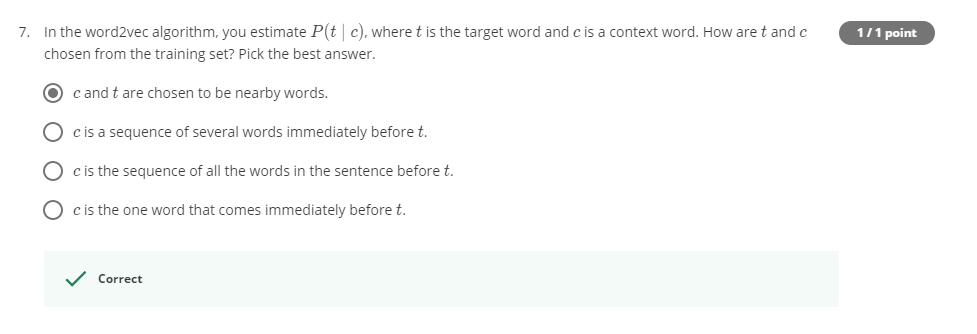 7. In the word2vec algorithm, you estimate P(t | c), where t is the target word and c is a context word. How are t and c
1 / 1 point
chosen from the training set? Pick the best answer.
c and t are chosen to be nearby words.
c is a sequence of several words immediately before t.
c is the sequence of all the words in the sentence before t.
c is the one word that comes immediately before t.
Correct